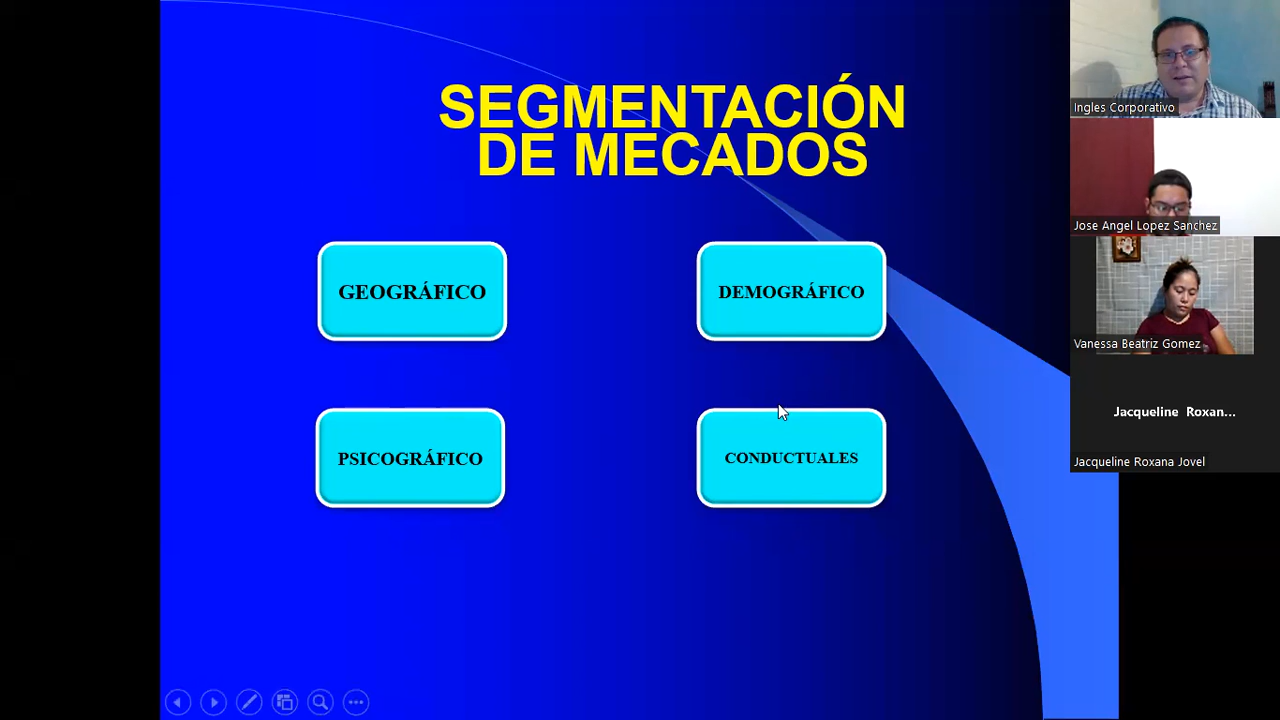 SEGMENTACIÓN
DE MECADOS
GEOGRÁFICO
DEMOGRÁFICO
PSICOGRÁFICO
CONDUCTUALES
Ingles Corporativo
Jose Angel Lopez Sanchez
Vanessa Beatriz Gomez
Jacqueline Roxan...
Jacqueline Roxana Jovel